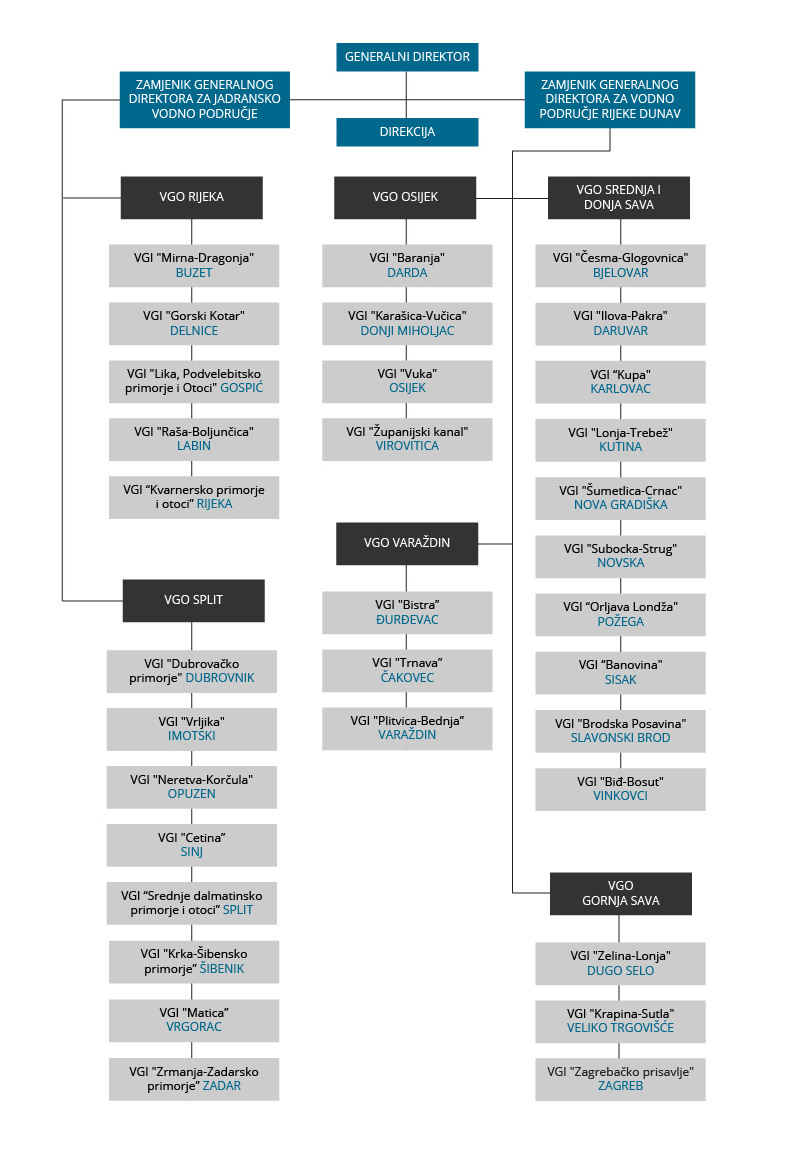 GENERALNI DIREKTOR
ZAMJENIK GENERALNOG
DIREKTORA ZA JADRANSKO
VODNO PODRUČJE
ZAMJENIK GENERALNOG
DIREKTORA ZA VODNO
PODRUČJE RIJEKE DUNAV
DIREKCIJA
VGO RIJEKA
VGI "Mirna-Dragonja"
BUZET
VGI "Gorski Kotar"
DELNICE
VGI "Lika, Podvelebitsko
primorje i Otoci" GOSPIĆ
VGI "Raša-Boljunčica"
LABIN
VGI “Kvarnersko primorje
i otoci” RIJEKA
VGO SPLIT
VGI "Dubrovačko
primorje" DUBROVNIK
VGI "Vrljika"
IMOTSKI
VGI "Neretva-Korčula"
OPUZEN
VGI "Cetina”
SINJ
VGI “Srednje dalmatinsko
primorje i otoci” SPLIT
VGI "Krka-Šibensko
primorje” ŠIBENIK
VGI "Matica”
VRGORAC
VGI "Zrmanja-Zadarsko
primorje” ZADAR
VGO OSIJEK
VGI "Baranja"
DARDA
VGI "Karašica-Vučica"
DONJI MIHOLJAC
VGI "Vuka"
OSIJEK
VGI "Županijski kanal"
VIROVITICA
VGO VARAŽDIN
VGI "Bistra”
ĐURĐEVAC
VGI "Trnava”
ČAKOVEC
VGI "Plitvica-Bednja”
VARAŽDIN
VGO SREDNJA I
DONJA SAVA
VGI "Česma-Glogovnica"
BJELOVAR
VGI "Ilova-Pakra"
DARUVAR
VGI “Kupa"
KARLOVAC
VGI "Lonja-Trebež"
KUTINA
VGI "Šumetlica-Crnac"
NOVA GRADIŠKA
VGI "Subocka-Strug"
NOVSKA
VGI “Orljava Londža"
POŽEGA
VGI “Banovina"
SISAK
VGI "Brodska Posavina"
SLAVONSKI BROD
VGI "Biđ-Bosut"
VINKOVCI
VGO
GORNJA SAVA
VGI "Zelina-Lonja"
DUGO SELO
VGI "Krapina-Sutla"
VELIKO TRGOVIŠĆE
VGI "Zagrebačko prisavlje"
ZAGREB